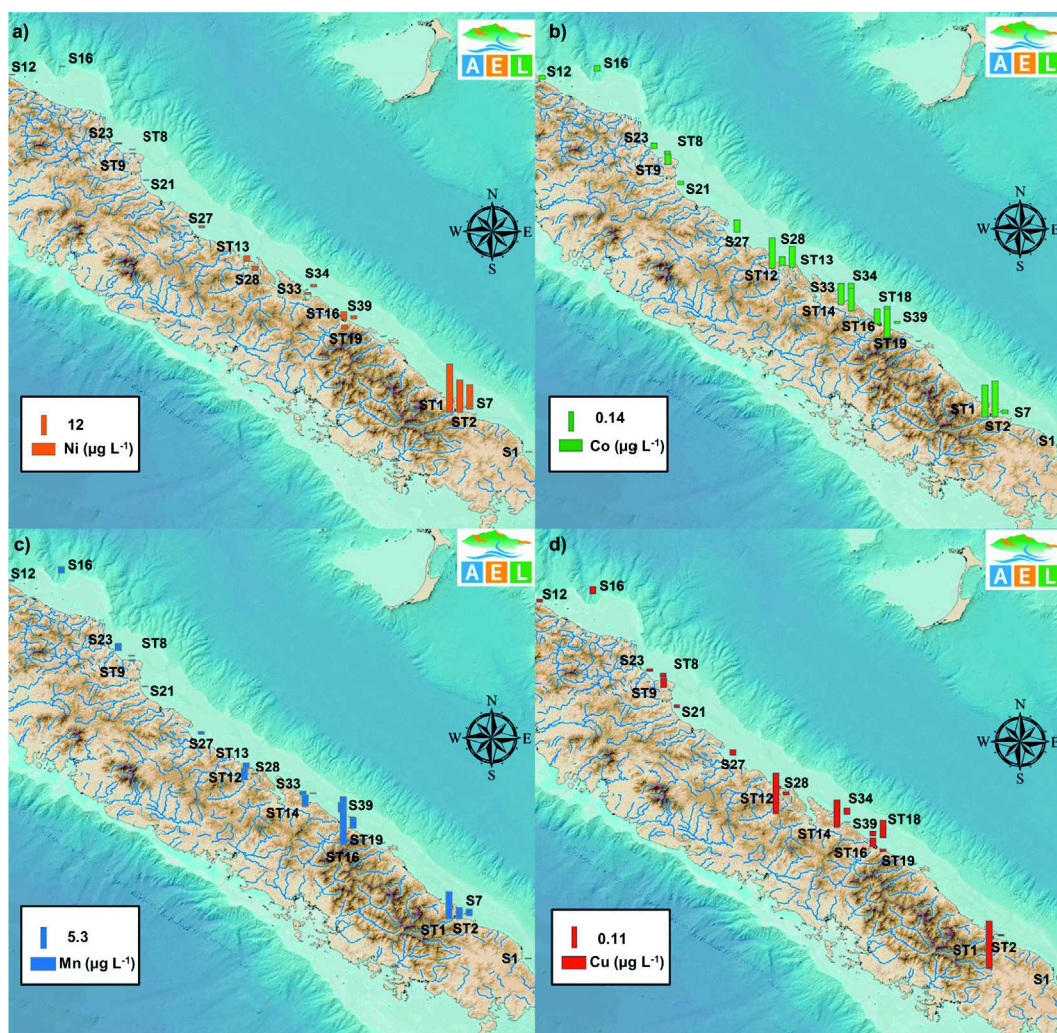 a)
S12
S16
A E L
S23
ST8
ST9
S21
S27
ST13
S28
S34
S33
ST16
S39
ST19
ST1
ST2
S7
S1
N
W
E
S
12
Ni (µg L-1)
b)
S12
S16
A E L
S23
ST8
ST9
S21
S27
S28
ST12
ST13
S33
S34
ST14
ST16
ST18
S39
ST19
ST1
ST2
S7
S1
N
W
E
S
0.14
Co (µg L-1)
c)
S12
S16
A E L
S23
ST8
ST9
S21
S27
ST13
S28
ST12
S33
ST14
S39
ST19
ST16
ST1
ST2
S7
S1
N
W
E
S
5.3
Mn (µg L-1)
d)
S12
S16
A E L
S23
ST8
ST9
S21
S27
S28
ST12
S34
ST14
S39
ST18
ST16
ST19
ST1
ST2
S1
N
W
E
S
0.11
Cu (µg L-1)